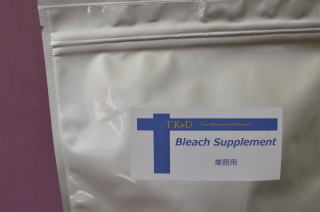 T.R&D
Bleach Supplement
業務用